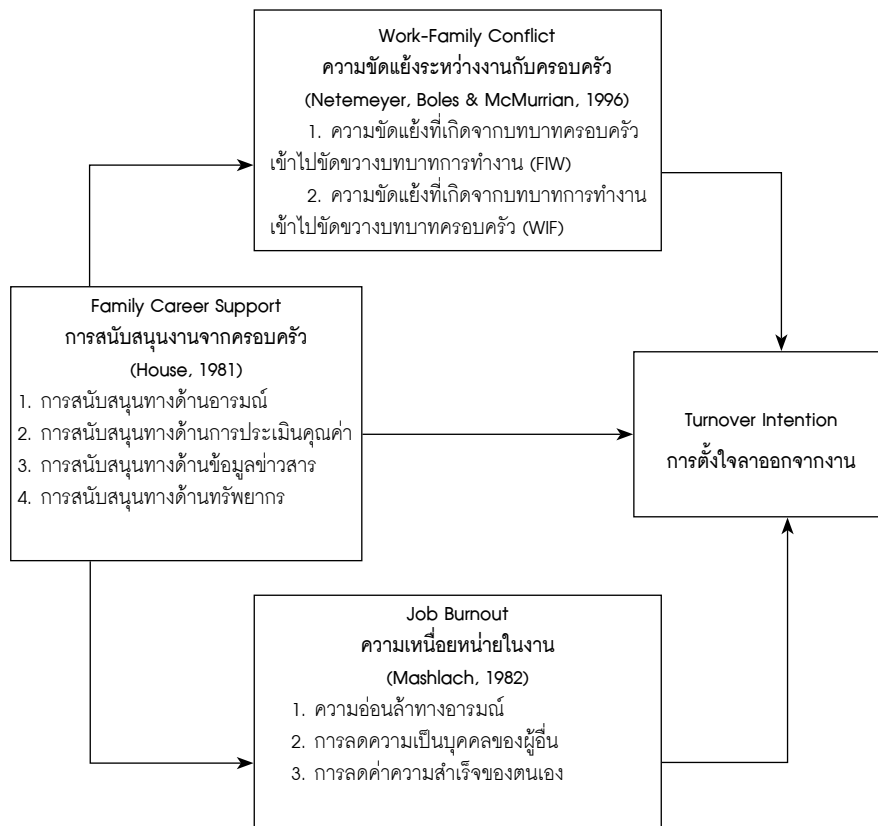 Work-Family Conflict
ความขัดแย้งระหว่างงานกับครอบครัว
(Netemeyer, Boles & McMurrian, 1996)
1. ความขัดแย้งที่เกิดจากบทบาทครอบครัว
เข้าไปขัดขวางบทบาทการทำงาน (FIW)
2. ความขัดแย้งที่เกิดจากบทบาทการทำงาน
เข้าไปขัดขวางบทบาทครอบครัว (WIF)
Family Career Support
การสนับสนุนงานจากครอบครัว
(House, 1981)
1. การสนับสนุนทางด้านอารมณ์
2. การสนับสนุนทางด้านการประเมินคุณค่า
3. การสนับสนุนทางด้านข้อมูลข่าวสาร
4. การสนับสนุนทางด้านทรัพยากร
Turnover Intention
การตั้งใจลาออกจากงาน
Job Burnout
ความเหนื่อยหน่ายในงาน
(Mashlach, 1982)
1. ความอ่อนล้าทางอารมณ์
2. การลดความเป็นบุคคลของผู้อื่น
3. การลดค่าความสำเร็จของตนเอง